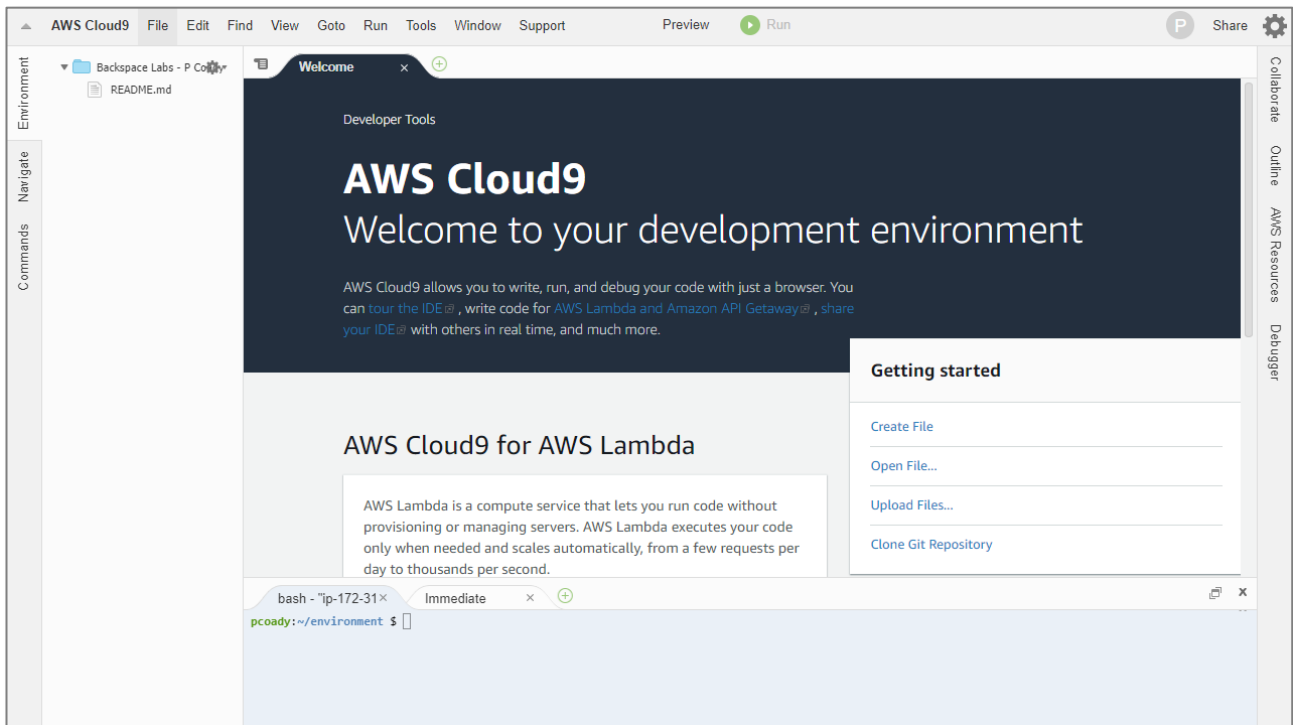 AWS Cloud9 File Edit Find View Goto Run Tools Window Support Preview Run P Share
Environment
Navigate
Commands
Backspace Labs - P Co
README.md
Welcome
Developer Tools
AWS Cloud9
Welcome to your development environment
AWS Cloud9 allows you to write, run, and debug your code with just a browser. You
can tour the IDE , write code for AWS Lambda and Amazon API Getaway , share
your IDE with others in real time, and much more.
Getting started
Create File
Open File...
Upload Files...
Clone Git Repository
AWS Cloud9 for AWS Lambda
AWS Lambda is a compute service that lets you run code without
provisioning or managing servers. AWS Lambda executes your code
only when needed and scales automatically, from a few requests per
day to thousands per second.
bash - "ip-172-31 Immediate
pcoady:~/environment $
Collaborate
Outline
AWS Resources
Debugger